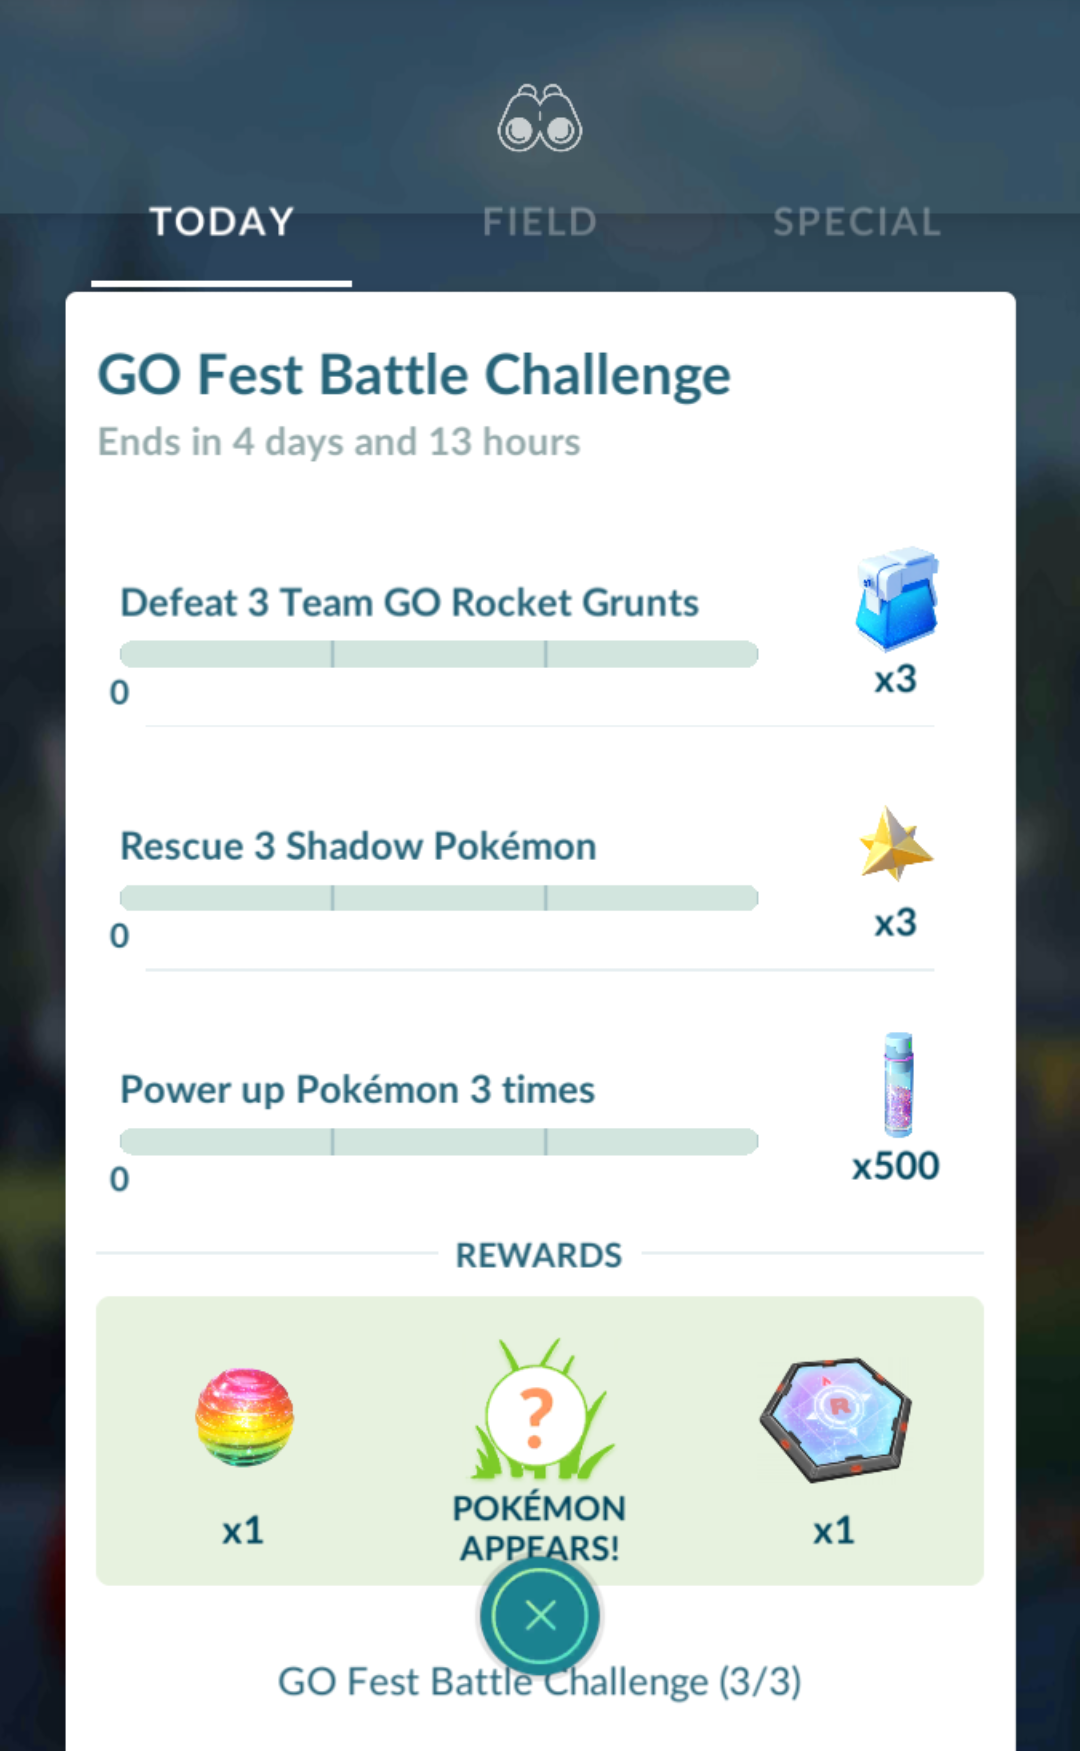 TODAY FIELD SPECIAL
GO Fest Battle Challenge
Ends in 4 days and 13 hours
Defeat 3 Team GO Rocket Grunts
0
x3
Rescue 3 Shadow Pokémon
0
x3
Power up Pokémon 3 times
0
x500
REWARDS
?
R
x1
POKÉMON
APPEARS!
x1
GO Fest Battle Challenge (3/3)